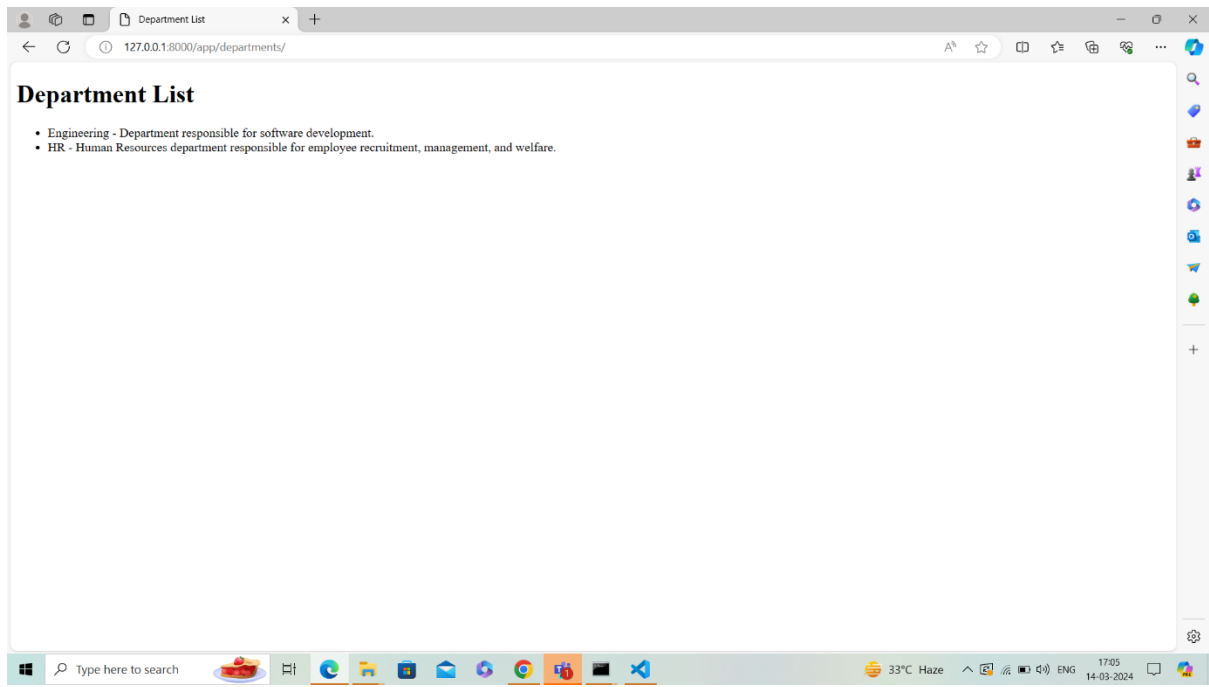 Department List
127.0.0.1:8000/app/departments/
Department List
Engineering - Department responsible for software development.
HR - Human Resources department responsible for employee recruitment, management, and welfare.
Type here to search
33°C Haze
ENG
17:05
14-03-2024